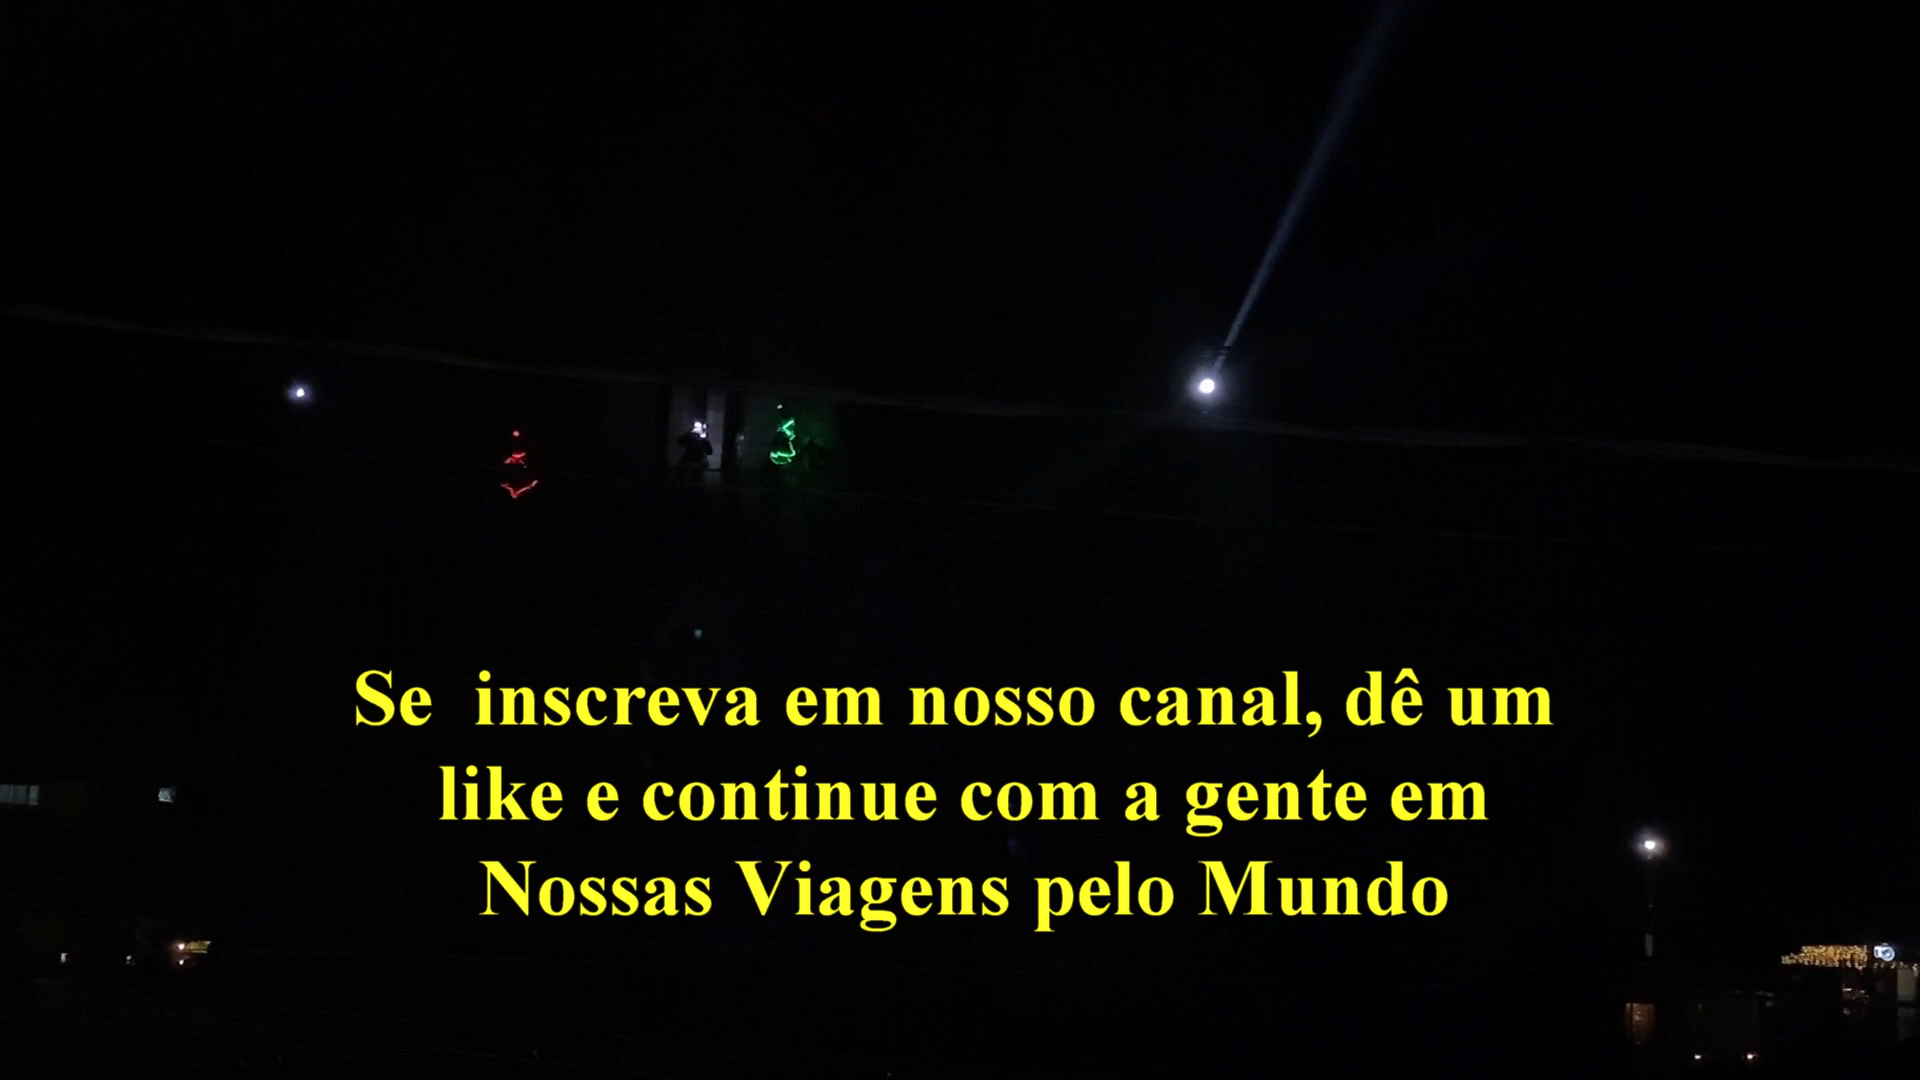 Se  inscreva em nosso canal, dê um
like e continue com a gente em
Nossas Viagens pelo Mundo